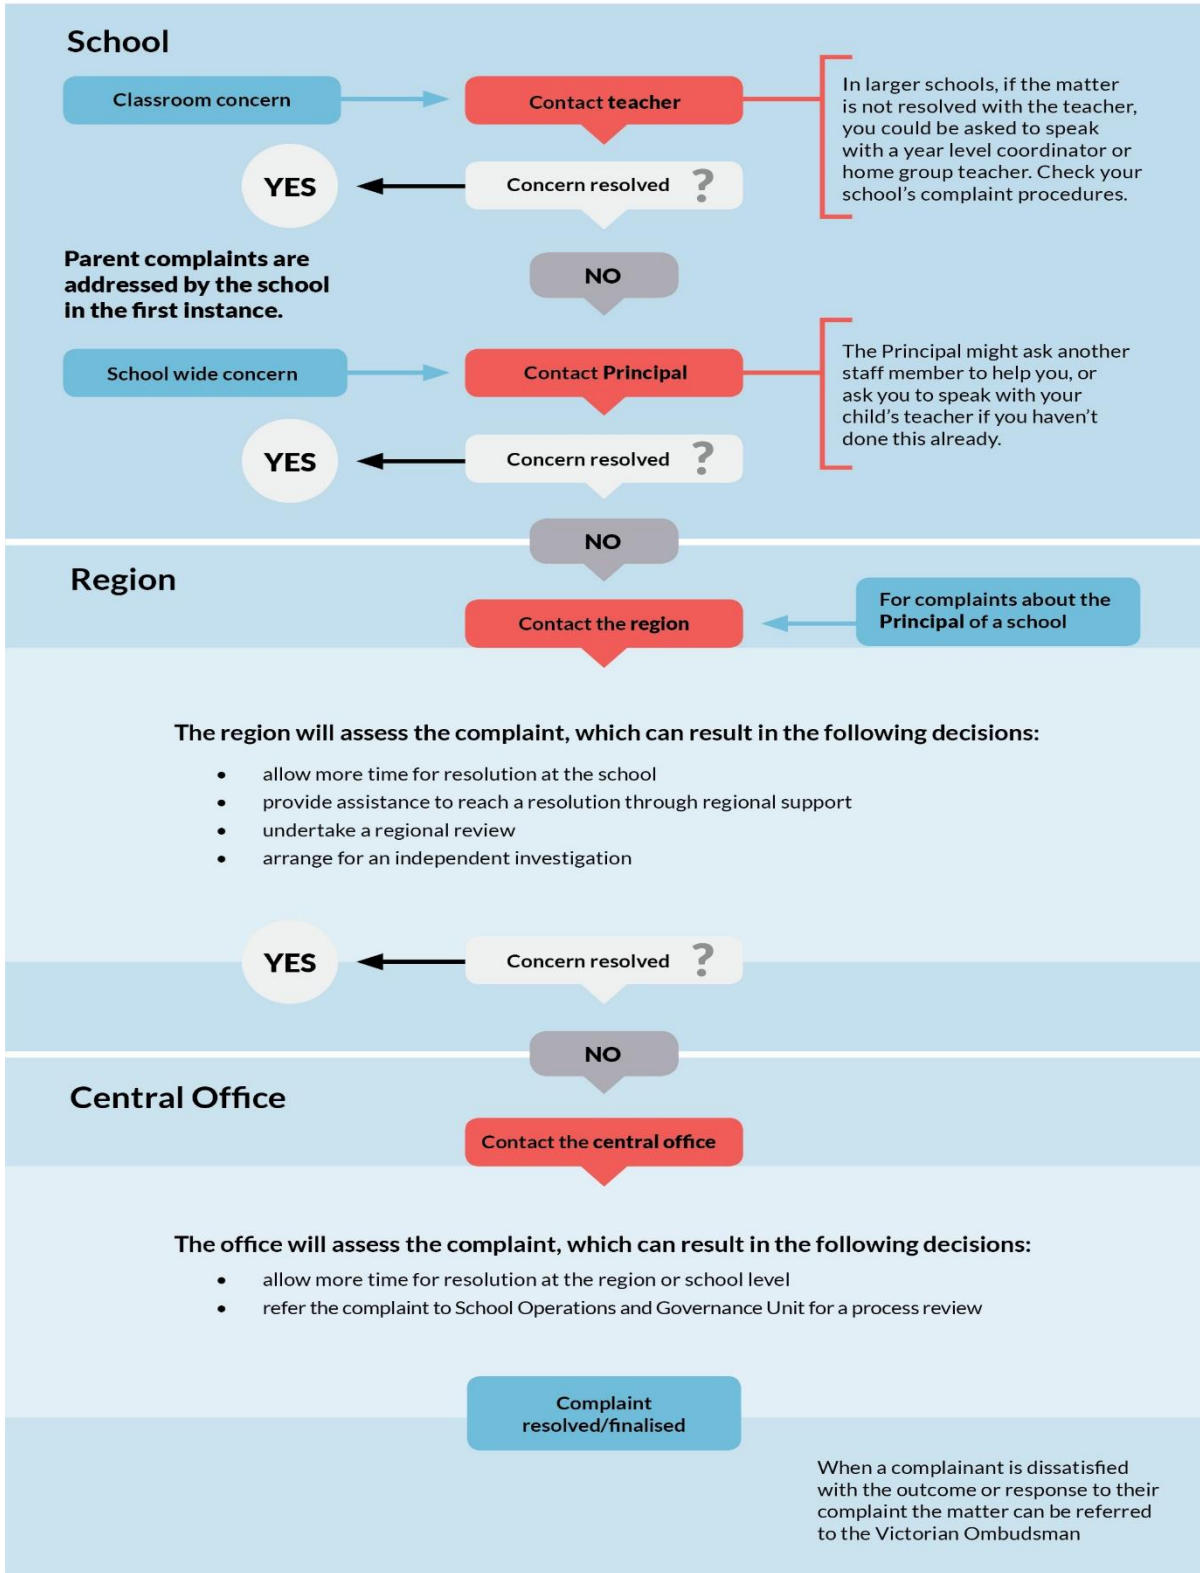 School
Classroom concern
Contact teacher
In larger schools, if the matter
is not resolved with the teacher,
you could be asked to speak
with a year level coordinator or
home group teacher. Check your
school’s complaint procedures.
YES
Concern resolved ?
Parent complaints are
addressed by the school
in the first instance.
NO
School wide concern
Contact Principal
The Principal might ask another
staff member to help you, or
ask you to speak with your
child’s teacher if you haven’t
done this already.
YES
Concern resolved ?
NO
Region
Contact the region
For complaints about the
Principal of a school
The region will assess the complaint, which can result in the following decisions:
• allow more time for resolution at the school
• provide assistance to reach a resolution through regional support
• undertake a regional review
• arrange for an independent investigation
YES
Concern resolved ?
NO
Central Office
Contact the central office
The office will assess the complaint, which can result in the following decisions:
• allow more time for resolution at the region or school level
• refer the complaint to School Operations and Governance Unit for a process review
Complaint
resolved/finalised
When a complainant is dissatisfied
with the outcome or response to their
complaint the matter can be referred
to the Victorian Ombudsman